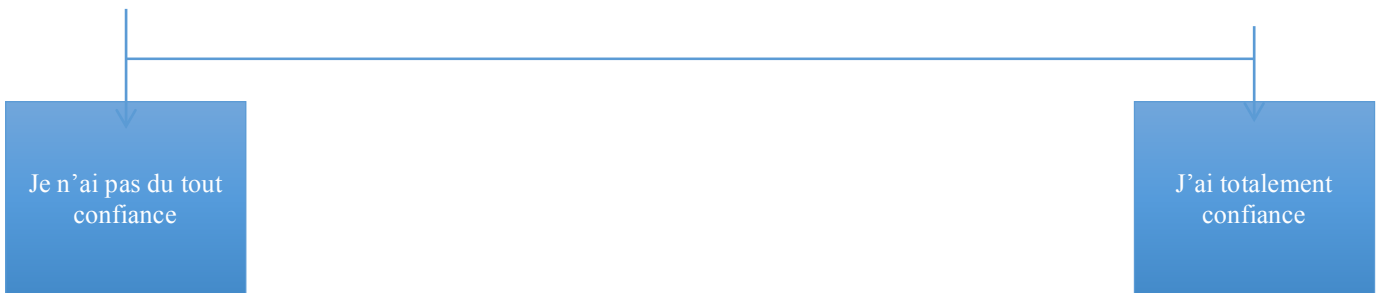 Je n’ai pas du tout
confiance
J’ai totalement
confiance